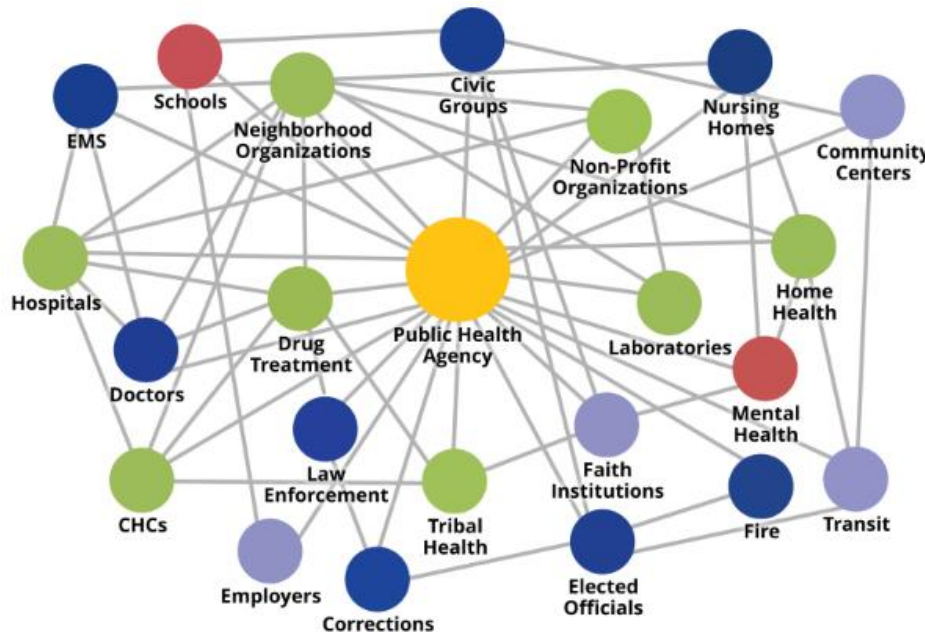 Schools
Civic
Groups
EMS
Neighborhood
Organizations
Nursing
Homes
Non-Profit
Organizations
Community
Centers
Hospitals
Drug
Treatment
Public Health
Agency
Laboratories
Home
Health
Doctors
Law
Enforcement
Mental
Health
CHCs
Tribal
Health
Faith
Institutions
Fire
Transit
Employers
Corrections
Elected
Officials